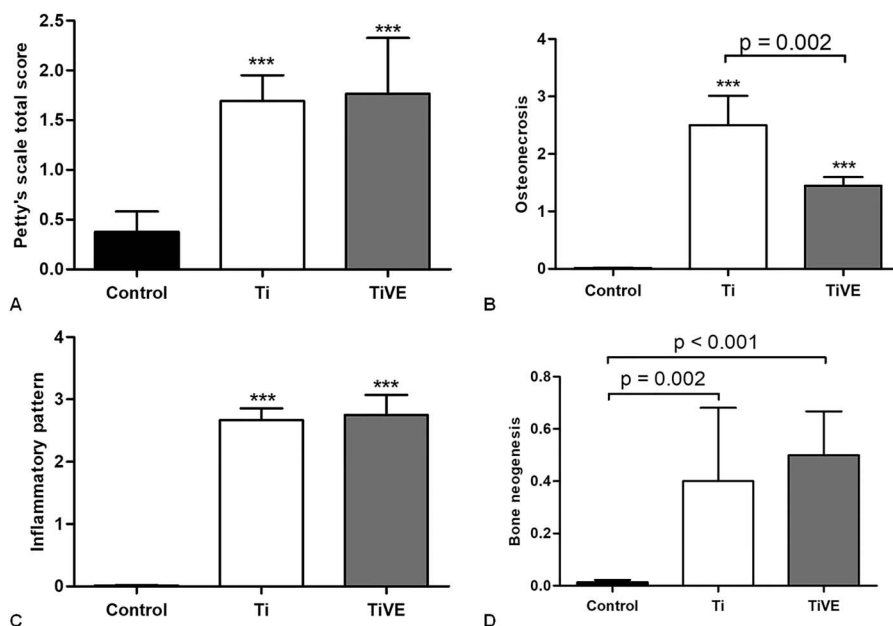 Petty's scale total score
2.5
2.0
1.5
1.0
0.5
0.0
***
***
Control Ti TiVE
A
Osteonecrosis
4
3
2
1
0
p = 0.002
***
***
Control Ti TiVE
B
Inflammatory pattern
4
3
2
1
0
***
***
Control Ti TiVE
C
Bone neogenesis
0.8
0.6
0.4
0.2
0.0
p < 0.001
p = 0.002
Control Ti TiVE
D